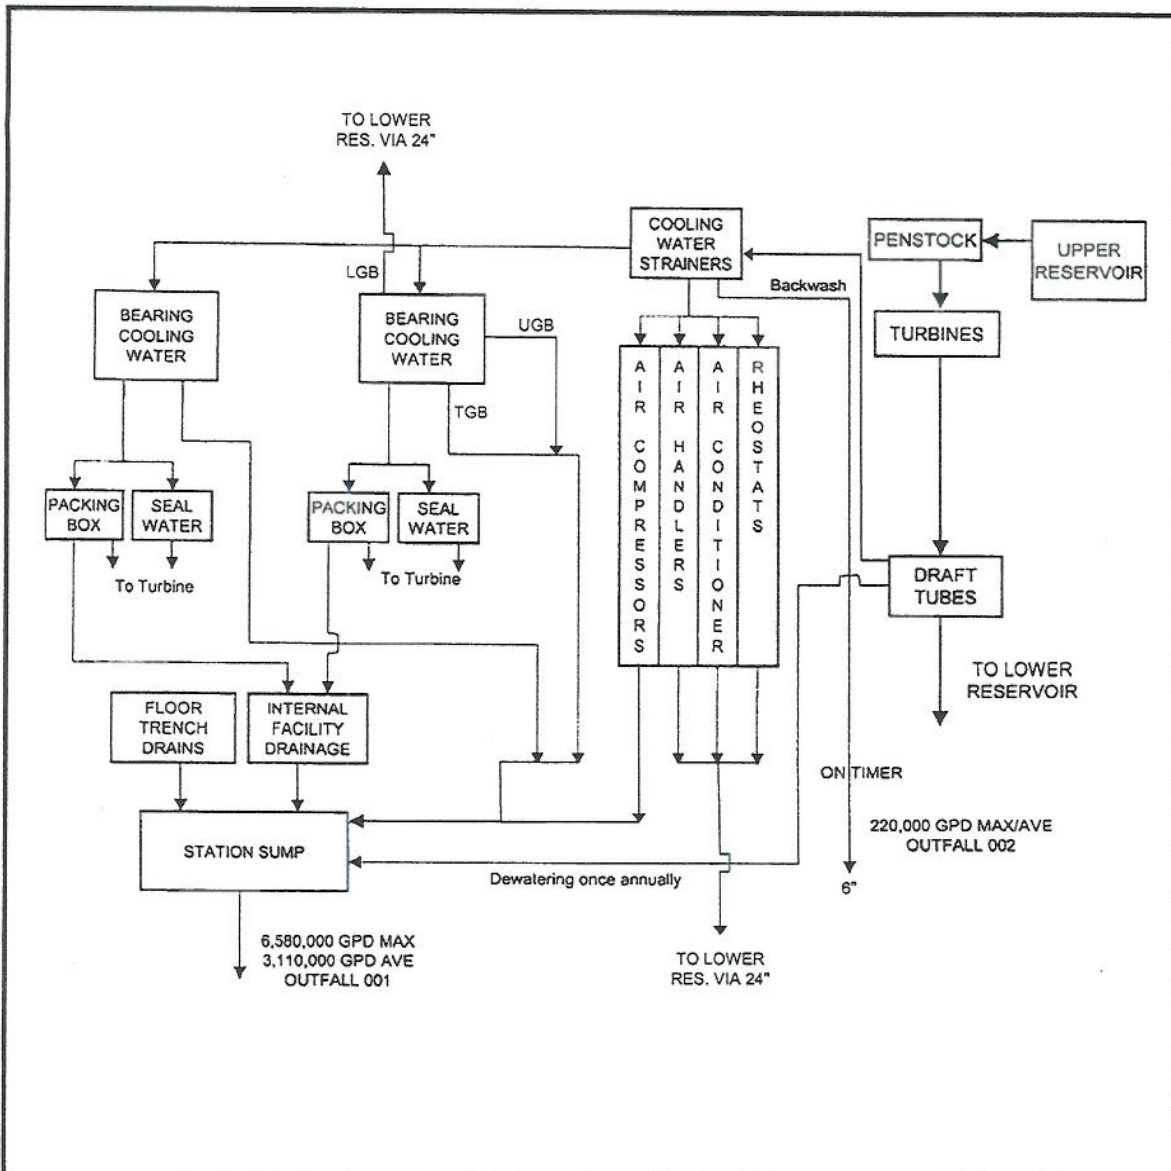 TO LOWER
RES. VIA 24"
COOLING
WATER
STRAINERS
PENSTOCK
UPPER
RESERVOIR
LGB
Backwash
BEARING
COOLING
WATER
BEARING
COOLING
WATER
UGB
TURBINES
TGB
AIR COMPRESSORS
AIR HANDLERS
AIR CONDITIONER
RHEOSTATS
PACKING
BOX
SEAL
WATER
PACKING
BOX
SEAL
WATER
To Turbine
To Turbine
DRAFT
TUBES
TO LOWER
RESERVOIR
FLOOR
TRENCH
DRAINS
INTERNAL
FACILITY
DRAINAGE
ON TIMER
220,000 GPD MAX/AVE
OUTFALL 002
STATION SUMP
Dewatering once annually
6"
6,580,000 GPD MAX
3,110,000 GPD AVE
OUTFALL 001
TO LOWER
RES. VIA 24"